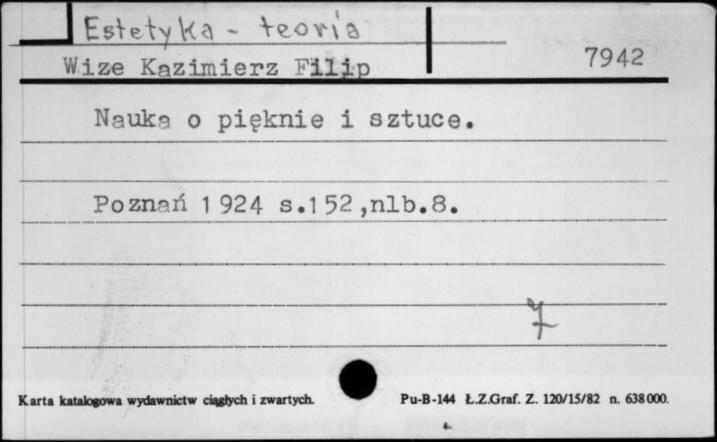 Estetyka - teoria
Wize Kazimierz Filip
7942
Nauka o pięknie i sztuce.
Poznań 1924 s.152,nlb.8.
Karta katalogowa wydawnictw ciągłych i zwartych.
Pu-B-144 Ł.Z.Graf. Z. 120/15/82 n. 638000.